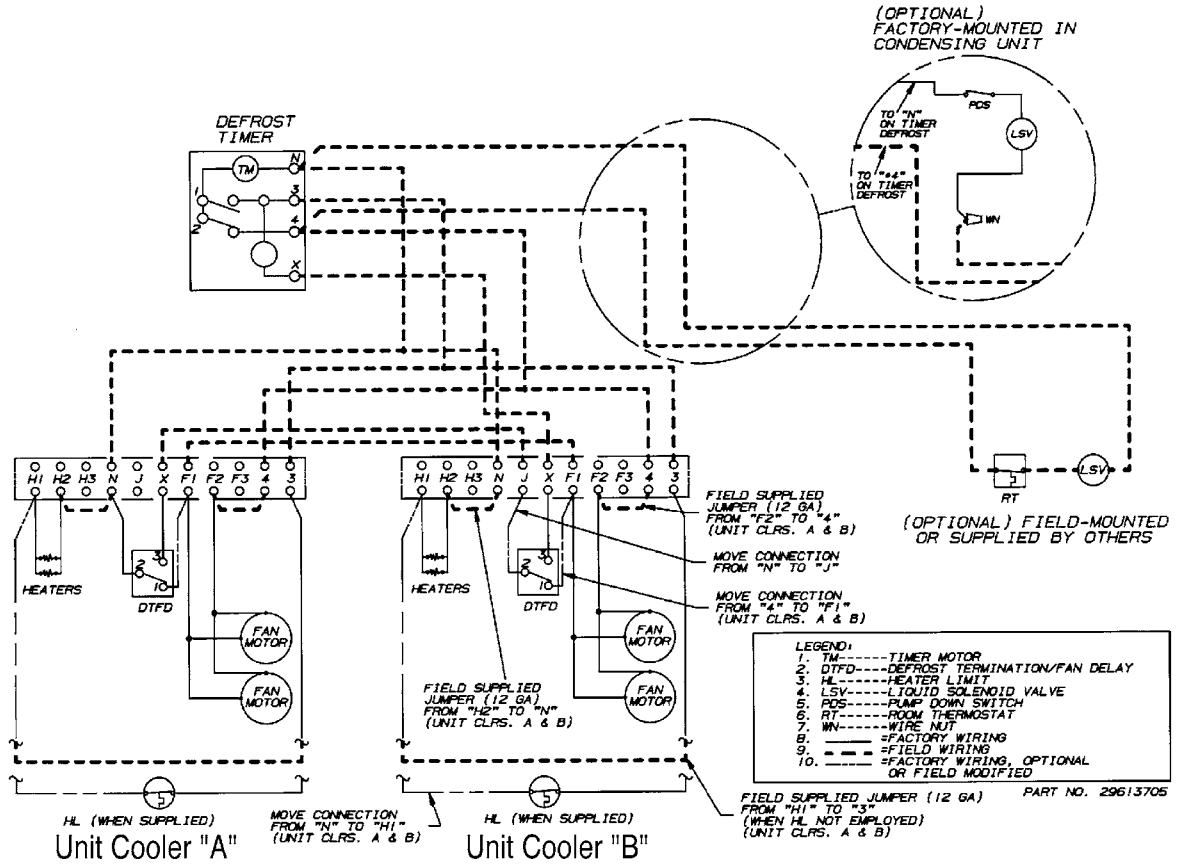 (OPTIONAL)
FACTORY-MOUNTED IN
CONDENSING UNIT
PDS
TO "N"
ON TIMER
DEFROST
LSV
TO "*4"
ON TIMER
DEFROST
WN
DEFROST
TIMER
TM
N
1
3
2
4
X
H1 H2 H3 N J X F1 F2 F3 4 3
H1 H2 H3 N J X F1 F2 F3 4 3
RT
LSV
(OPTIONAL) FIELD-MOUNTED
OR SUPPLIED BY OTHERS
HEATERS
2
3
1
DTFD
FAN
MOTOR
FAN
MOTOR
HEATERS
2
3
1
DTFD
FAN
MOTOR
FAN
MOTOR
FIELD SUPPLIED
JUMPER (12 GA)
FROM "F2" TO "4"
(UNIT CLRS. A & B)
MOVE CONNECTION
FROM "N" TO "J"
MOVE CONNECTION
FROM "4" TO "F1"
(UNIT CLRS. A & B)
FIELD SUPPLIED
JUMPER (12 GA)
FROM "H2" TO "N"
(UNIT CLRS. A & B)
LEGEND:
1. TM------TIMER MOTOR
2. DTFD----DEFROST TERMINATION/FAN DELAY
3. HL------HEATER LIMIT
4. LSV-----LIQUID SOLENOID VALVE
5. PDS-----PUMP DOWN SWITCH
6. RT------ROOM THERMOSTAT
7. WN------WIRE NUT
8. =FACTORY WIRING
9. =FIELD WIRING
10. =FACTORY WIRING, OPTIONAL
OR FIELD MODIFIED
PART NO. 29613705
HL (WHEN SUPPLIED)
Unit Cooler "A"
MOVE CONNECTION
FROM "N" TO "H1"
(UNIT CLRS. A & B)
HL (WHEN SUPPLIED)
Unit Cooler "B"
FIELD SUPPLIED JUMPER (12 GA)
FROM "H1" TO "3"
(WHEN HL NOT EMPLOYED)
(UNIT CLRS. A & B)